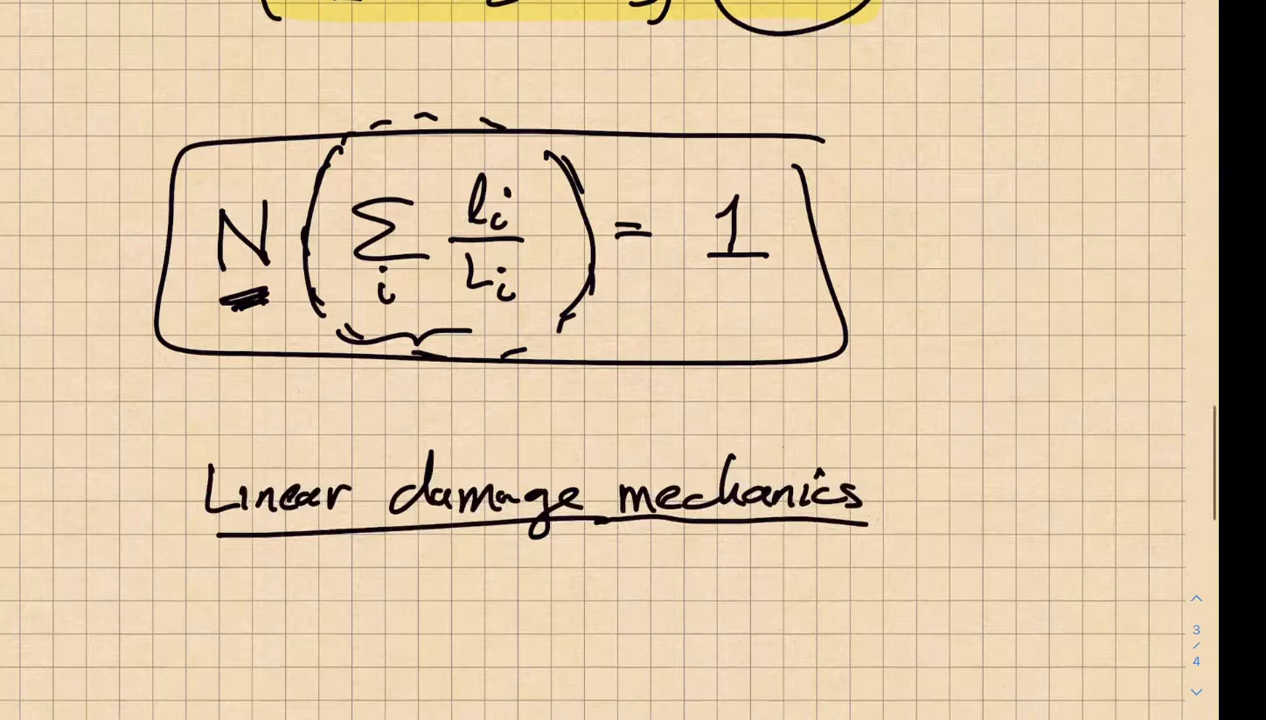 N ( Σ_i l_i / L_i ) = 1
Linear damage mechanics
3
/
4